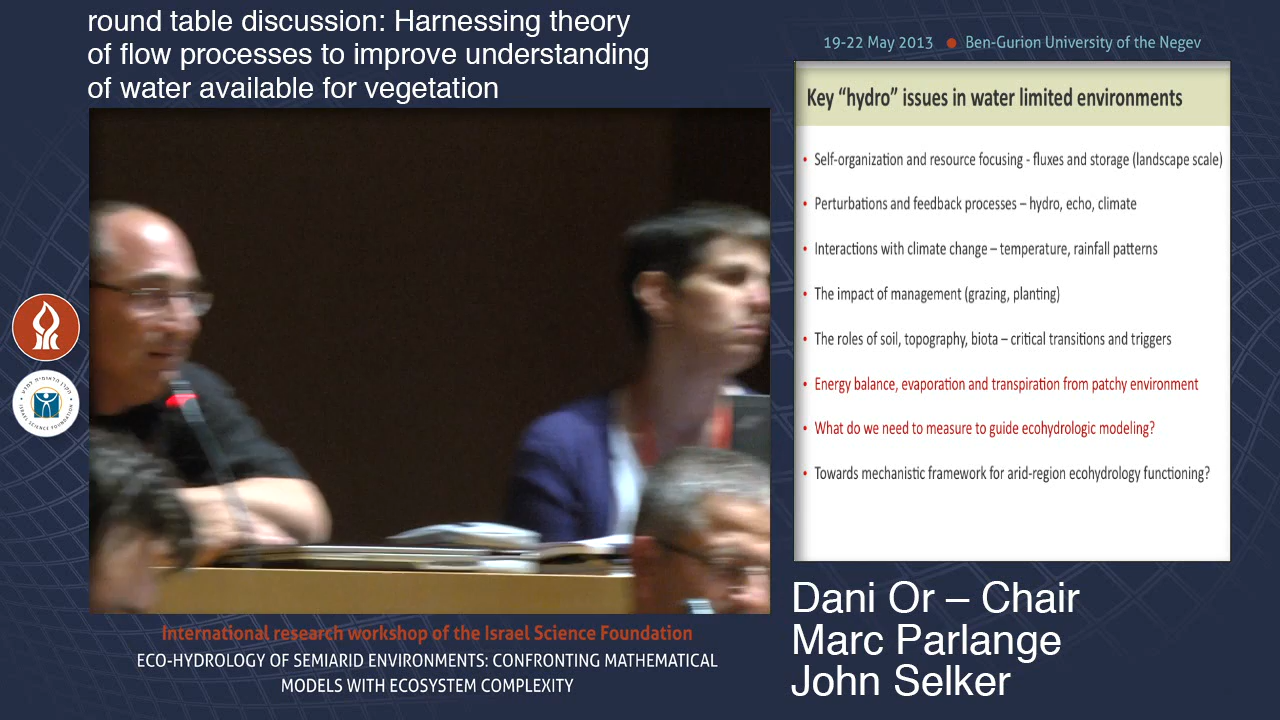 round table discussion: Harnessing theory
of flow processes to improve understanding
of water available for vegetation
19-22 May 2013 • Ben-Gurion University of the Negev
Key “hydro” issues in water limited environments
• Self-organization and resource focusing - fluxes and storage (landscape scale)
• Perturbations and feedback processes – hydro, echo, climate
• Interactions with climate change – temperature, rainfall patterns
• The impact of management (grazing, planting)
• The roles of soil, topography, biota – critical transitions and triggers
• Energy balance, evaporation and transpiration from patchy environment
• What do we need to measure to guide ecohydrologic modeling?
• Towards mechanistic framework for arid-region ecohydrology functioning?
ISRAEL SCIENCE FOUNDATION
International research workshop of the Israel Science Foundation
ECO-HYDROLOGY OF SEMIARID ENVIRONMENTS: CONFRONTING MATHEMATICAL
MODELS WITH ECOSYSTEM COMPLEXITY
Dani Or – Chair
Marc Parlange
John Selker